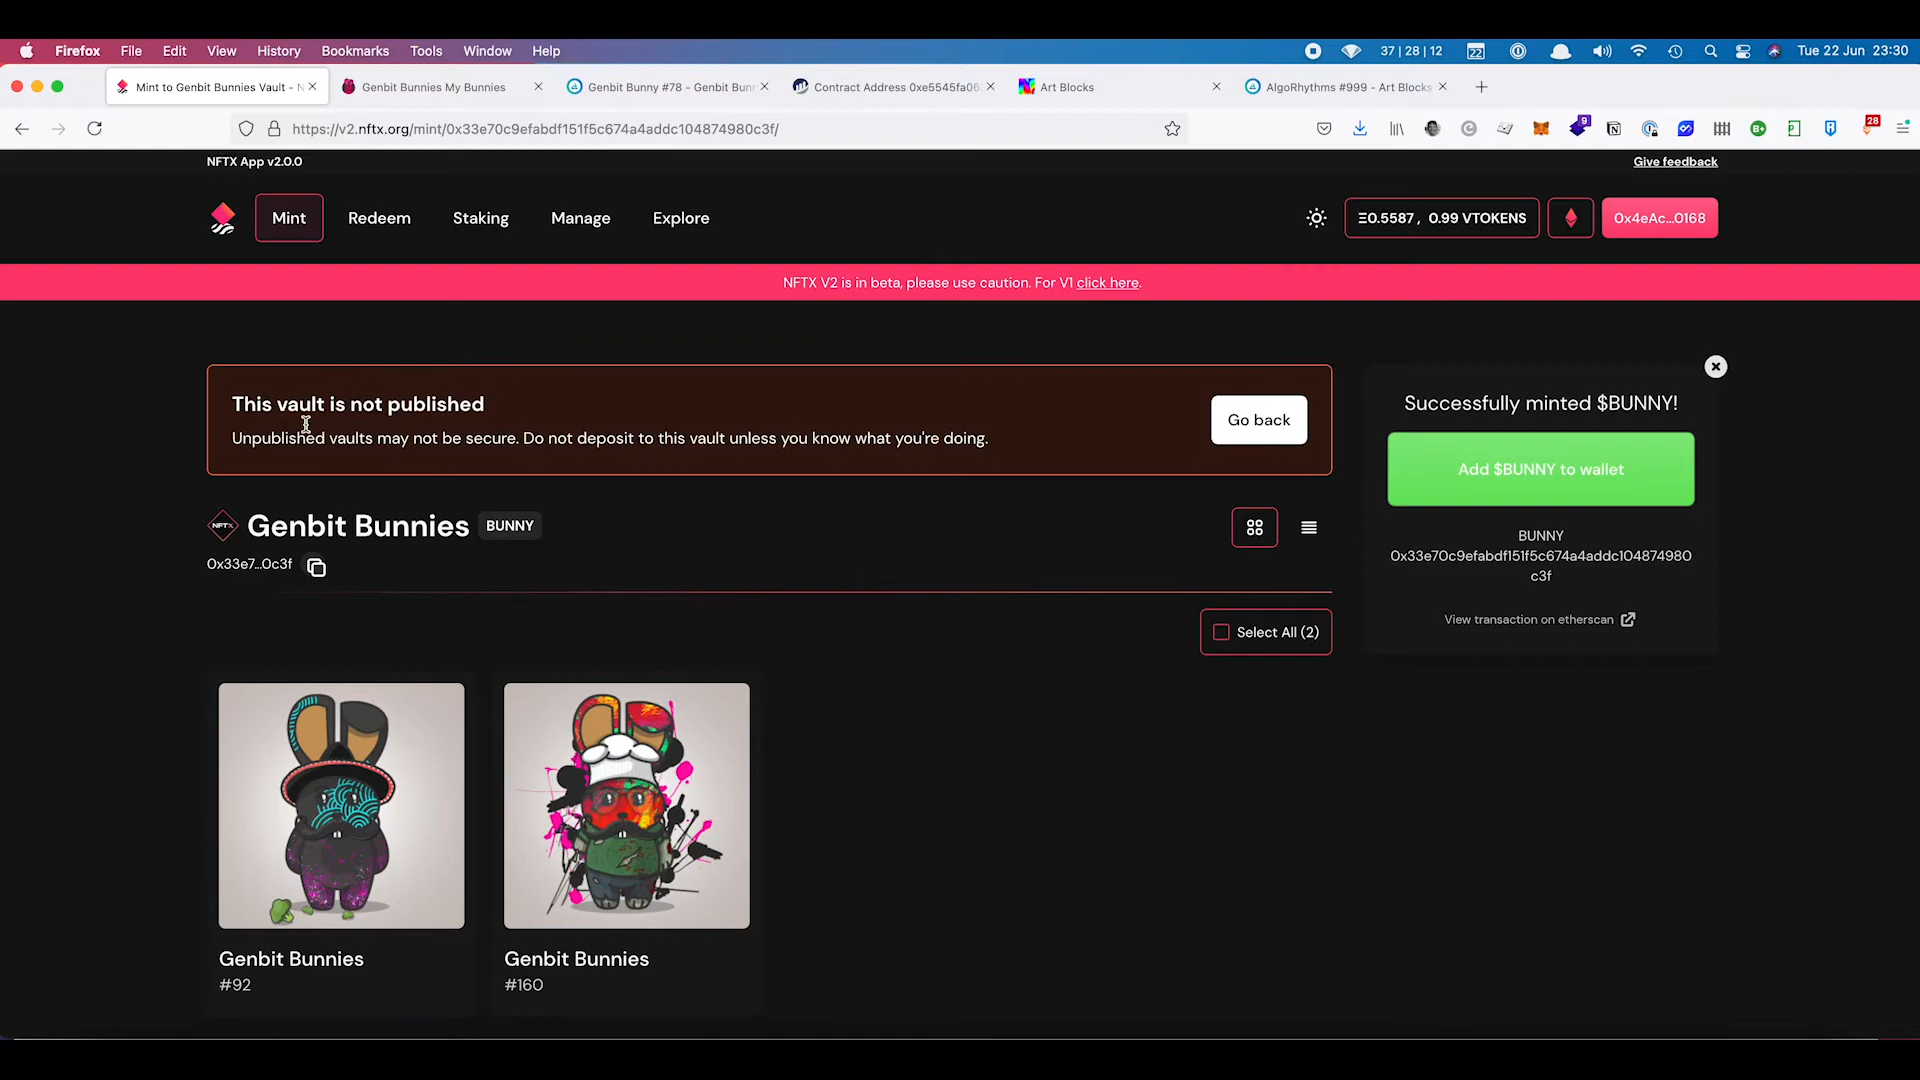 Firefox File Edit View History Bookmarks Tools Window Help 37 | 28 | 12 22 Tue 22 Jun 23:30
Mint to Genbit Bunnies Vault - N Genbit Bunnies My Bunnies Genbit Bunny #78 - Genbit Bun Contract Address 0xe5545fa06 Art Blocks AlgoRhythms #999 - Art Blocks
https://v2.nftx.org/mint/0x33e70c9efabdf151f5c674a4addc104874980c3f/ 9 28
NFTX App v2.0.0 Give feedback
Mint Redeem Staking Manage Explore Ξ0.5587 , 0.99 VTOKENS 0x4eAc...0168
NFTX V2 is in beta, please use caution. For V1 click here.
This vault is not published
Unpublished vaults may not be secure. Do not deposit to this vault unless you know what you're doing.
Go back
Successfully minted $BUNNY!
Add $BUNNY to wallet
BUNNY
0x33e70c9efabdf151f5c674a4addc104874980
c3f
View transaction on etherscan
NFTX Genbit Bunnies BUNNY
0x33e7...0c3f
Select All (2)
Genbit Bunnies
#92
Genbit Bunnies
#160